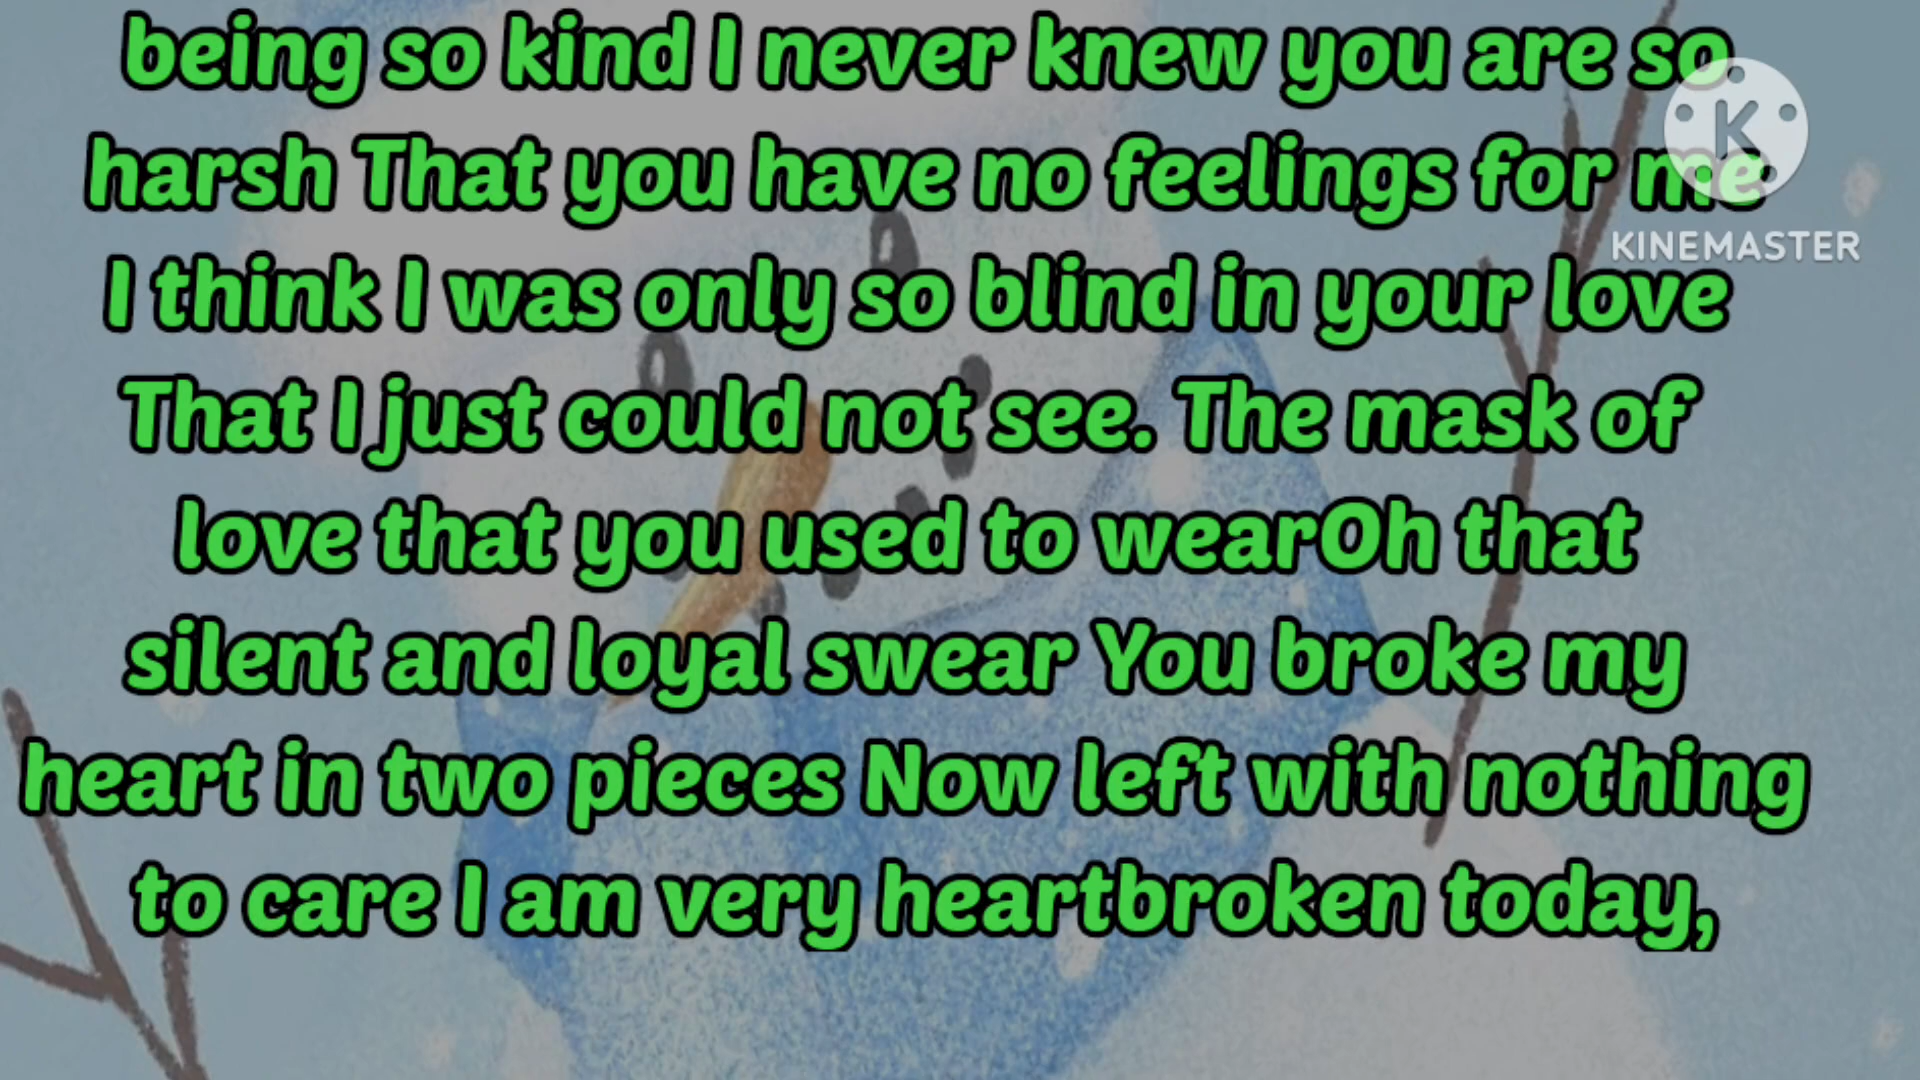 being so kind I never knew you are so
harsh That you have no feelings for me
I think I was only so blind in your love
That I just could not see. The mask of
love that you used to wearOh that
silent and loyal swear You broke my
heart in two pieces Now left with nothing
to care I am very heartbroken today,
K
KINEMASTER